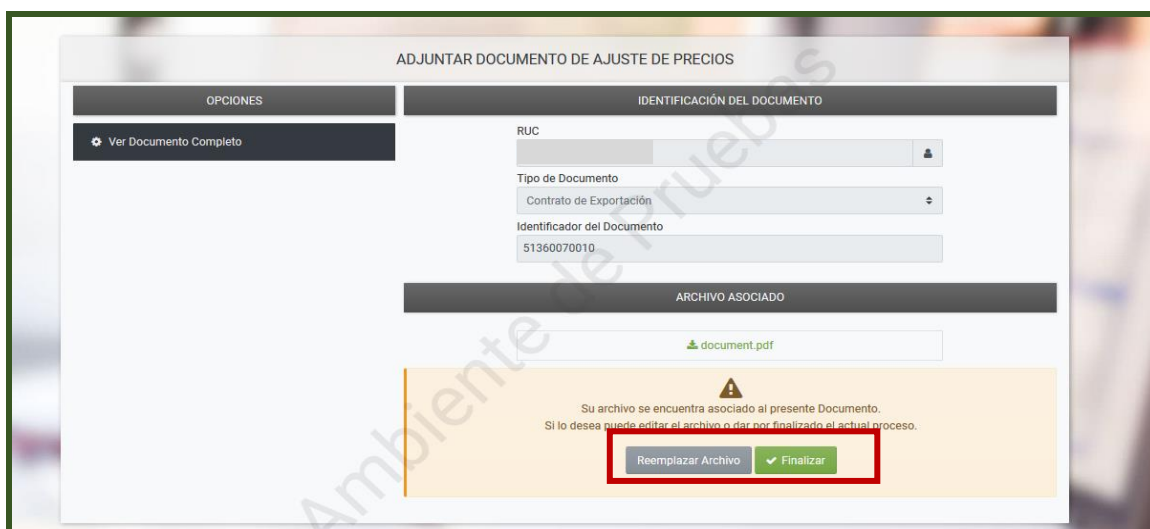 ADJUNTAR DOCUMENTO DE AJUSTE DE PRECIOS
OPCIONES
Ver Documento Completo
IDENTIFICACIÓN DEL DOCUMENTO
RUC
Tipo de Documento
Contrato de Exportación
Identificador del Documento
51360070010
ARCHIVO ASOCIADO
document.pdf
Su archivo se encuentra asociado al presente Documento.
Si lo desea puede editar el archivo o dar por finalizado el actual proceso.
Reemplazar Archivo
Finalizar
Ambiente de Pruebas